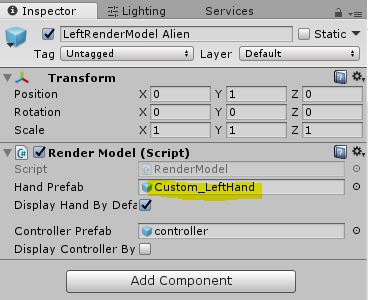 Inspector Lighting Services
LeftRenderModel Alien Static
Tag Untagged Layer Default
Transform
Position X 0 Y 1 Z 0
Rotation X 0 Y 0 Z 0
Scale X 1 Y 1 Z 1
Render Model (Script)
Script RenderModel
Hand Prefab Custom_LeftHand
Display Hand By Defa
Controller Prefab controller
Display Controller By
Add Component